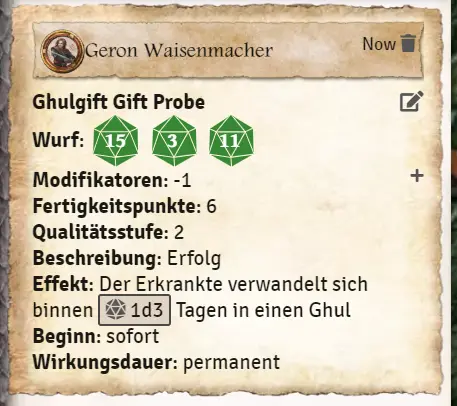 Geron Waisenmacher Now
Ghulgift Gift Probe
Wurf: 15 3 11
Modifikatoren: -1 +
Fertigkeitspunkte: 6
Qualitätsstufe: 2
Beschreibung: Erfolg
Effekt: Der Erkrankte verwandelt sich
binnen 1d3 Tagen in einen Ghul
Beginn: sofort
Wirkungsdauer: permanent